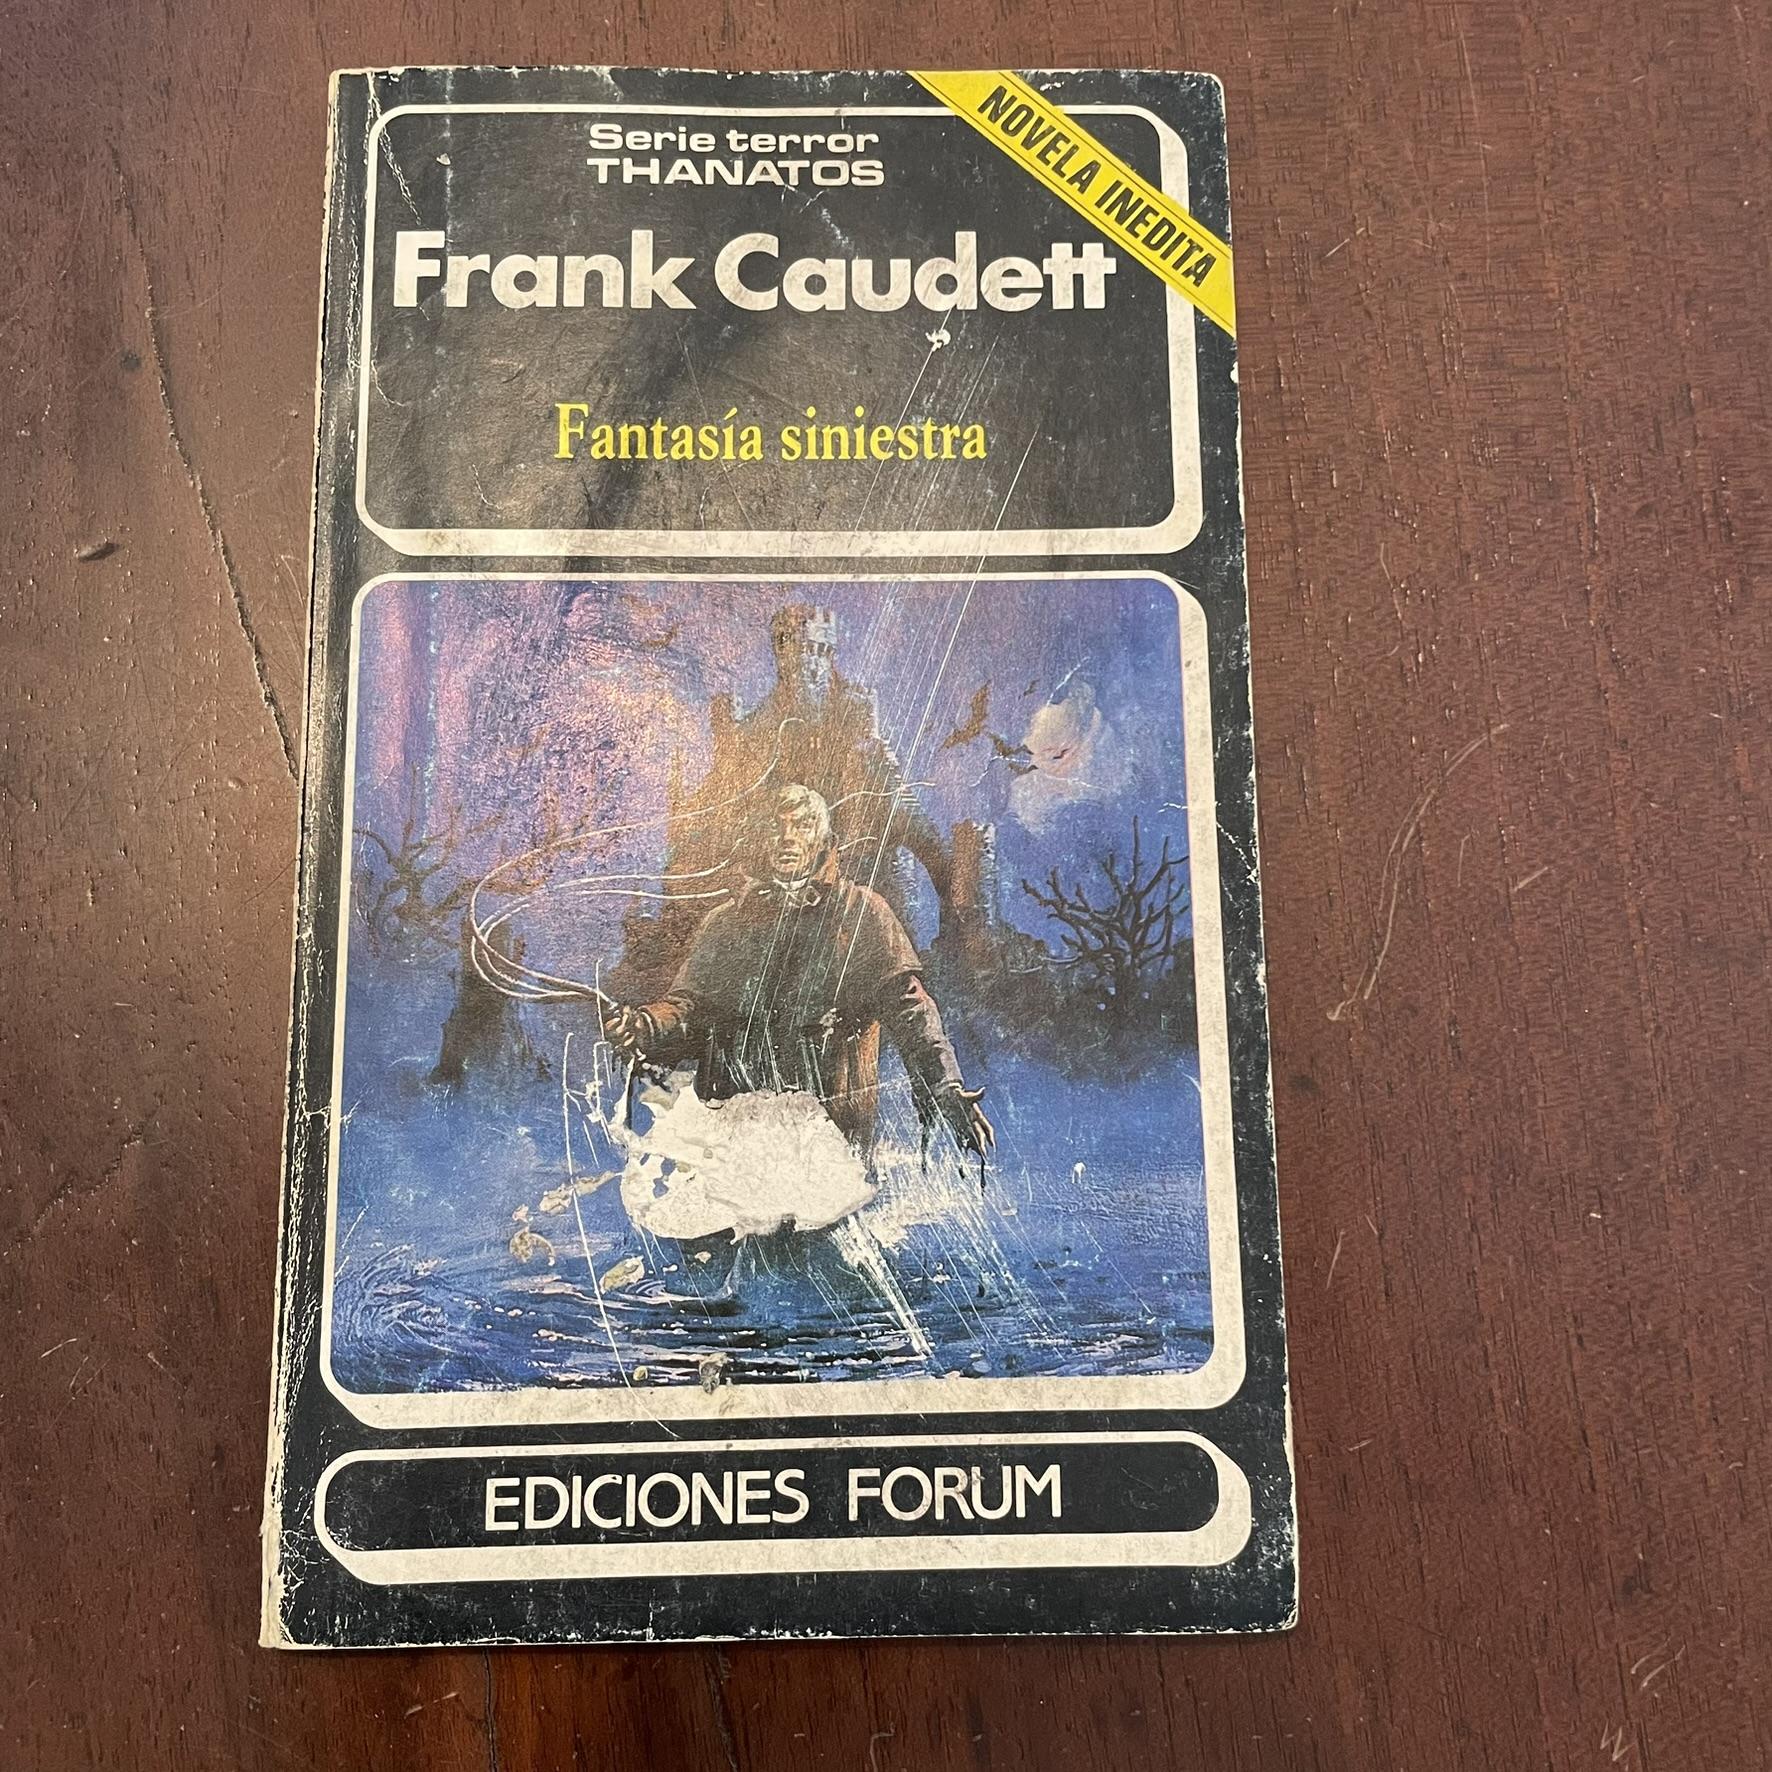 Serie terror
THANATOS
NOVELA INEDITA
Frank Caudett
Fantasía siniestra
EDICIONES FORUM